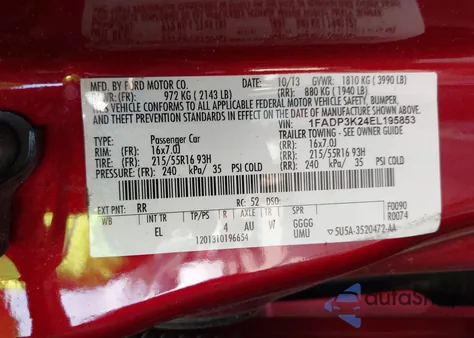 MFD. BY FORD MOTOR CO.
10/13 GVWR: 1810 KG ( 3990 LB)
GAWR: (FR): 972 KG ( 2143 LB) (RR): 880 KG ( 1940 LB)
THIS VEHICLE CONFORMS TO ALL APPLICABLE FEDERAL MOTOR VEHICLE SAFETY, BUMPER,
AND THEFT PREVENTION STANDARDS IN EFFECT ON THE DATE OF MANUFACTURE SHOWN ABOVE.
VIN: 1FADP3K24EL195853
TYPE: Passenger Car TRAILER TOWING - SEE OWNER GUIDE
RIM: 16x7.0J (RR): 16x7.0J
TIRE: 215/55R16 93H (RR): 215/55R16 93H
PRESSURE: (FR): 240 kPa/ 35 PSI COLD (RR): 240 kPa/ 35 PSI COLD
EXT PNT: RR RC: 52 DSO: F0090
INT TR TP/PS R AXLE TR SPR R0074
EL 4 AU W GGGG
UMU
1201310196654
5U5A-3520472-AA